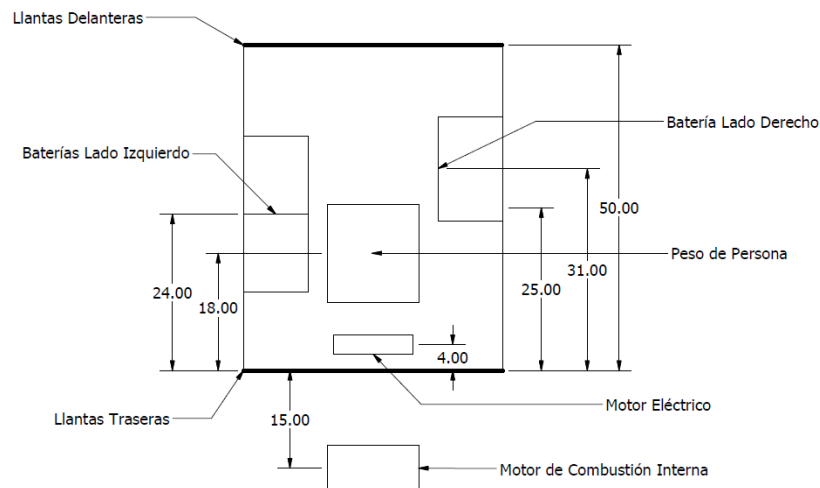 Llantas Delanteras
Batería Lado Derecho
Baterías Lado Izquierdo
50.00
Peso de Persona
31.00
24.00
25.00
18.00
4.00
Motor Eléctrico
Llantas Traseras
15.00
Motor de Combustión Interna